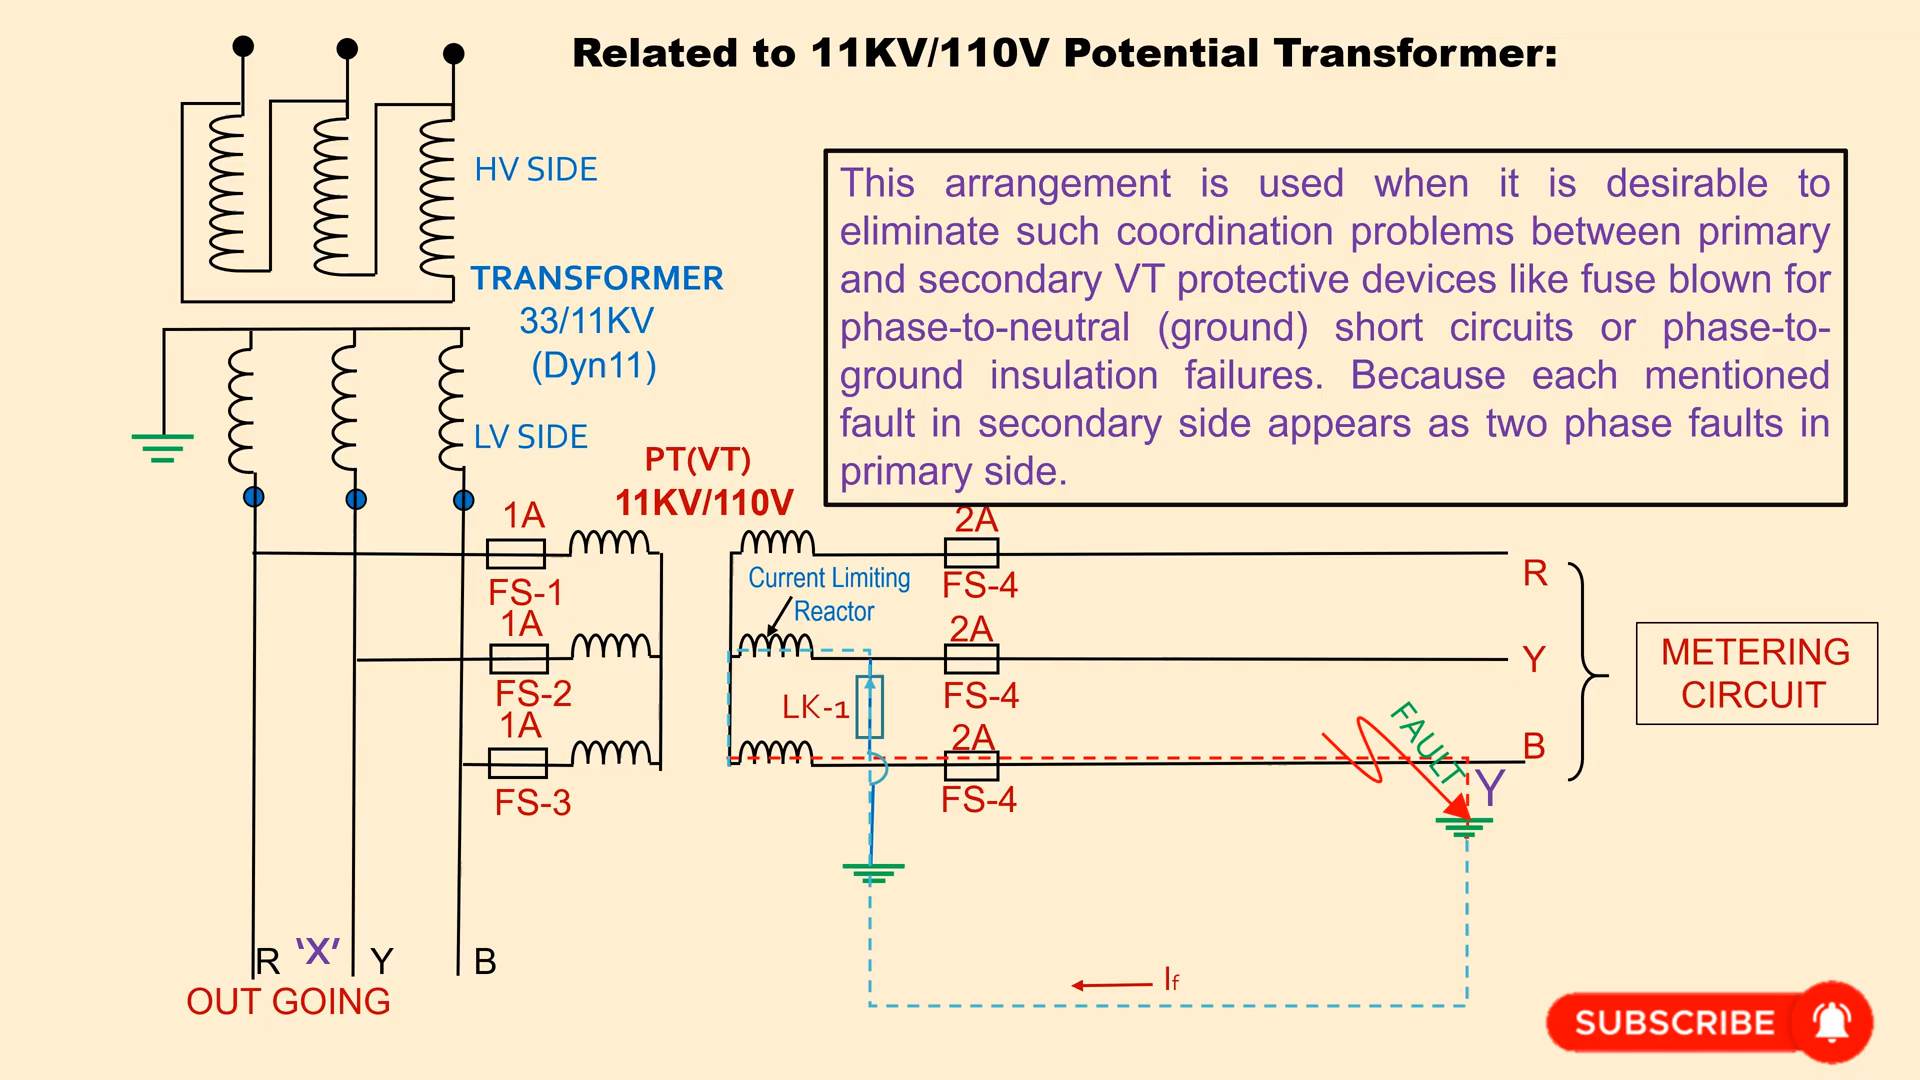 Related to 11KV/110V Potential Transformer:
HV SIDE
TRANSFORMER
33/11KV
(Dyn11)
LV SIDE
This arrangement is used when it is desirable to
eliminate such coordination problems between primary
and secondary VT protective devices like fuse blown for
phase-to-neutral (ground) short circuits or phase-to-
ground insulation failures. Because each mentioned
fault in secondary side appears as two phase faults in
primary side.
PT(VT)
11KV/110V
1A
FS-1
1A
FS-2
1A
FS-3
Current Limiting
Reactor
LK-1
2A
FS-4
2A
FS-4
2A
FS-4
R
Y
B
FAULT
Y
METERING
CIRCUIT
If
R 'X' Y B
OUT GOING
SUBSCRIBE